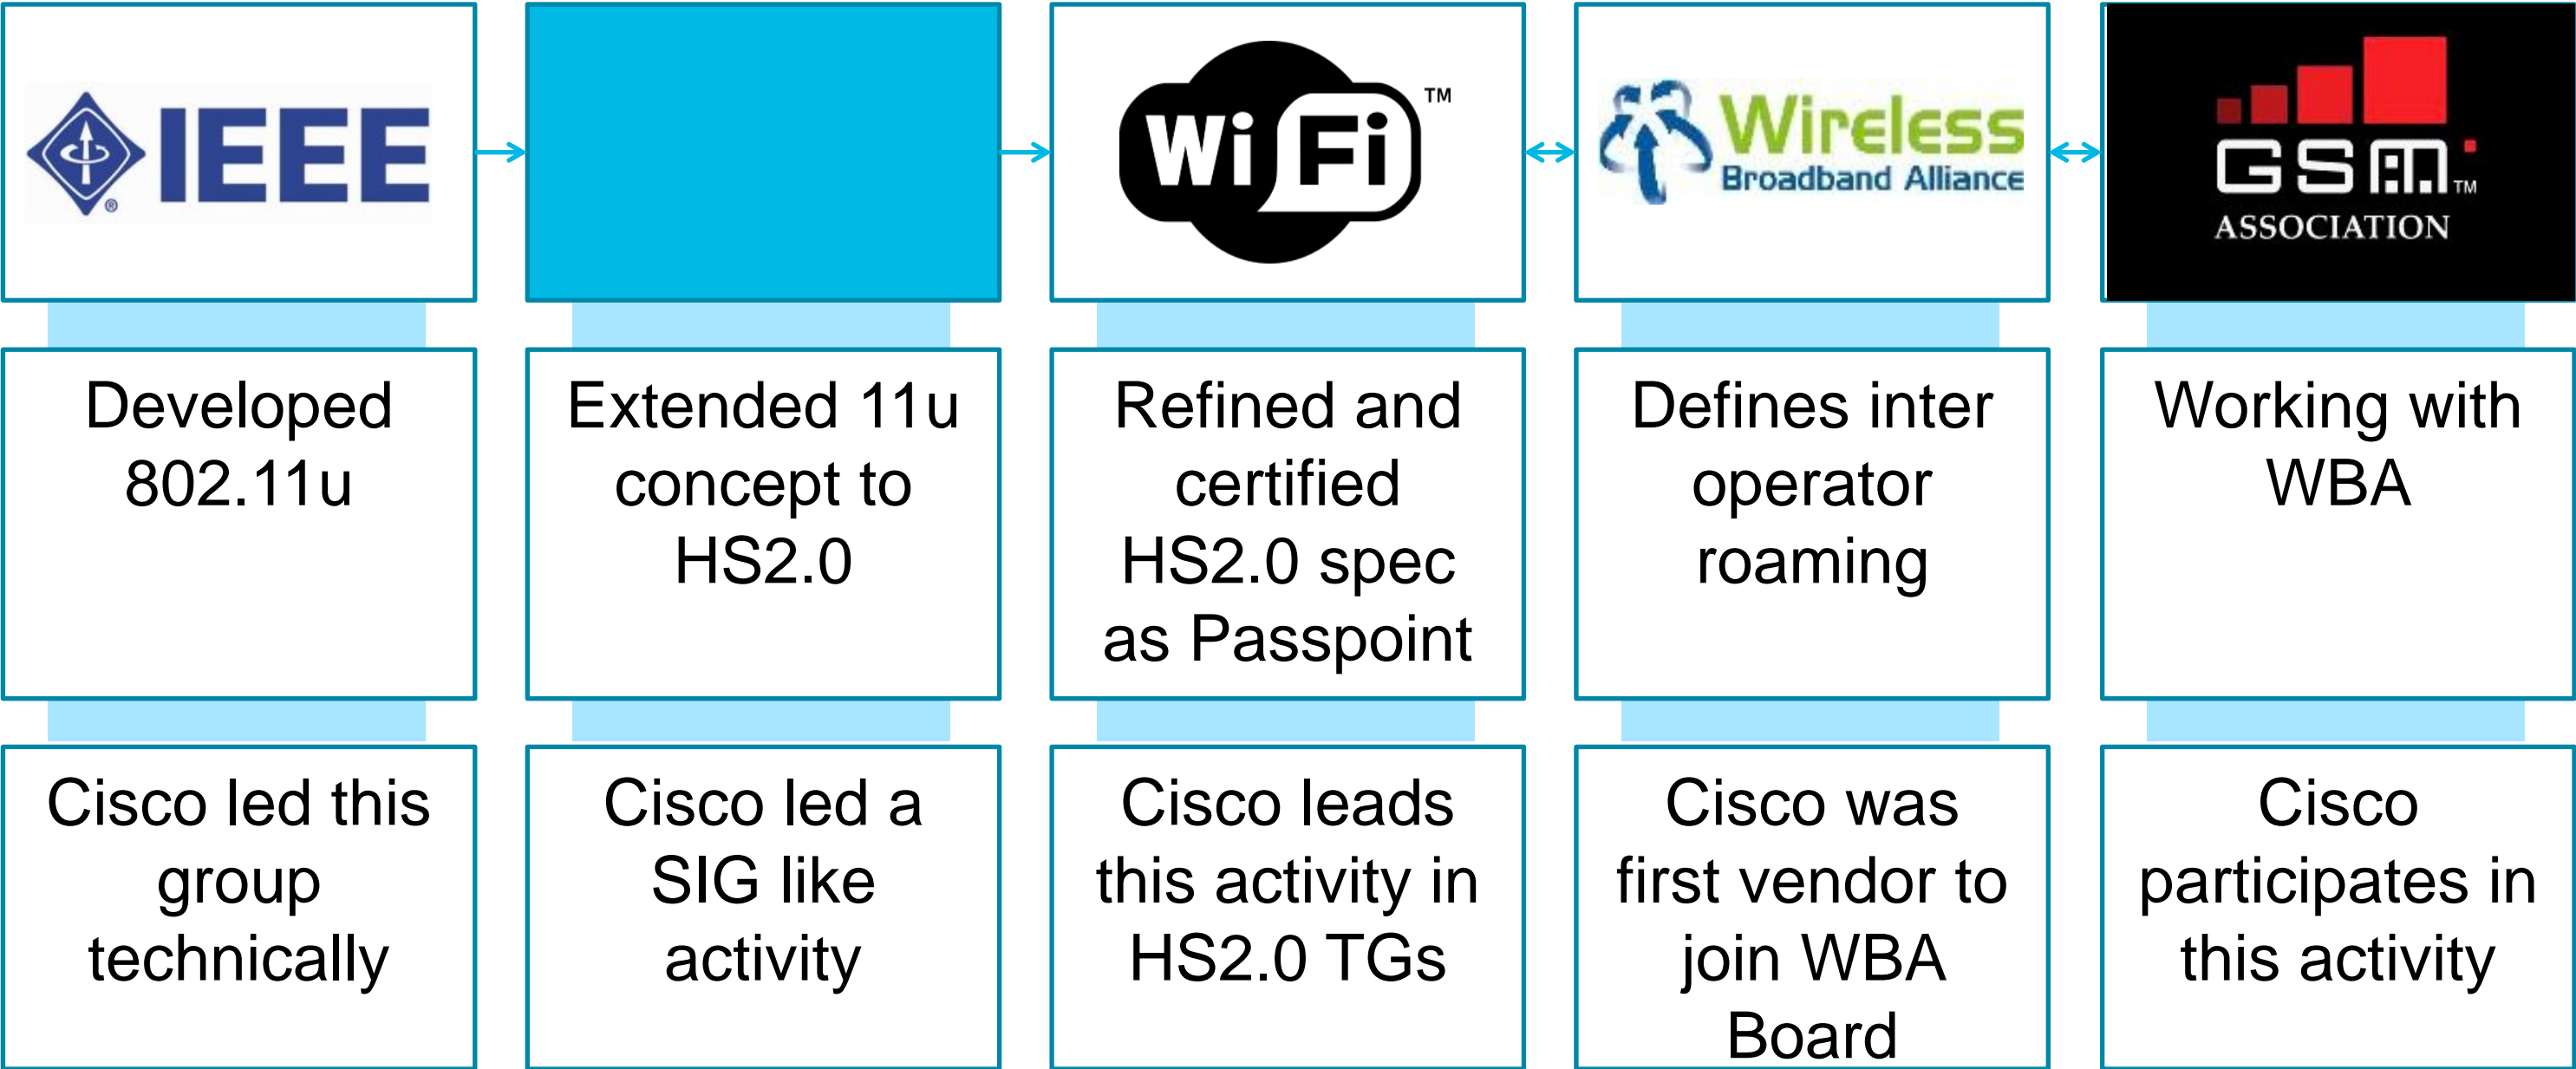 IEEE
®
WiFi
TM
Wireless
Broadband Alliance
GSM
TM
ASSOCIATION
Developed
802.11u
Extended 11u
concept to
HS2.0
Refined and
certified
HS2.0 spec
as Passpoint
Defines inter
operator
roaming
Working with
WBA
Cisco led this
group
technically
Cisco led a
SIG like
activity
Cisco leads
this activity in
HS2.0 TGs
Cisco was
first vendor to
join WBA
Board
Cisco
participates in
this activity